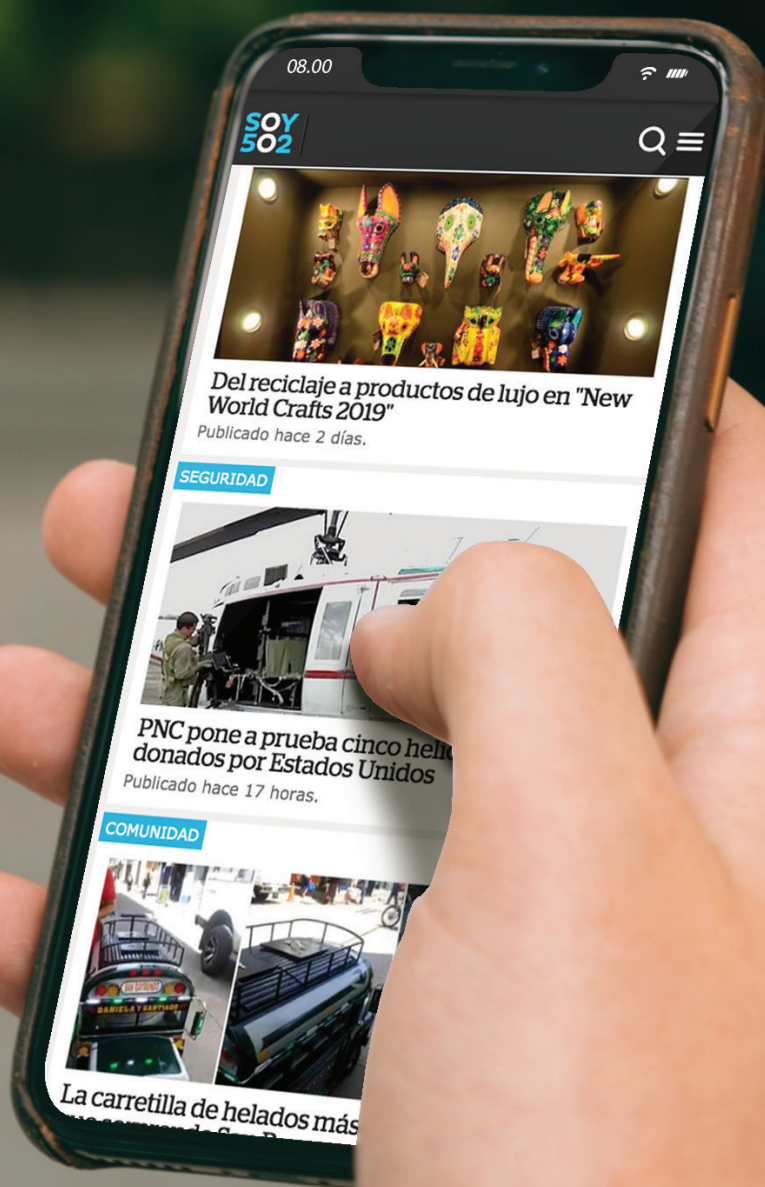 08.00
SOY
502
Del reciclaje a productos de lujo en "New
World Crafts 2019"
Publicado hace 2 días.
SEGURIDAD
PNC pone a prueba cinco
donados por Estados Unidos
Publicado hace 17 horas.
COMUNIDAD
DANIELA Y SANTIAGO
La carretilla de helados más